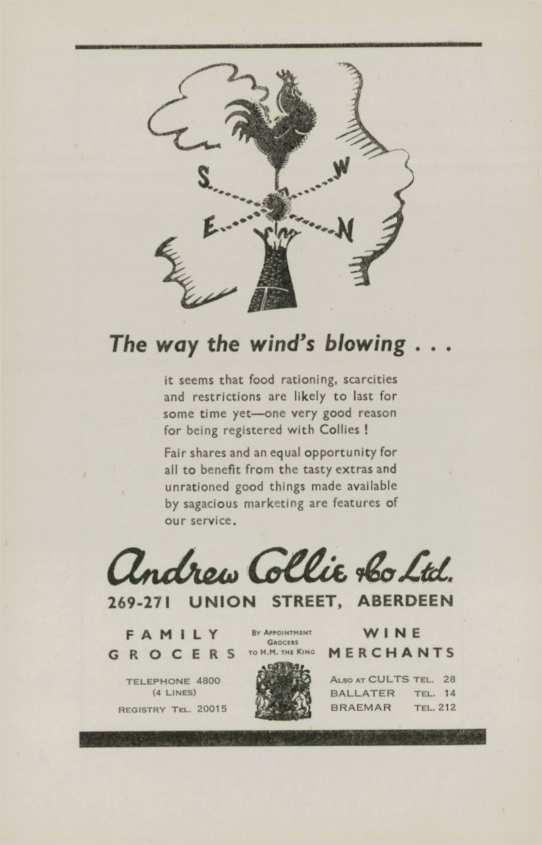 S W
E N
The way the wind's blowing . . .
it seems that food rationing, scarcities
and restrictions are likely to last for
some time yet—one very good reason
for being registered with Collies !
Fair shares and an equal opportunity for
all to benefit from the tasty extras and
unrationed good things made available
by sagacious marketing are features of
our service.
Andrew Collie & Co Ltd.
269-271 UNION STREET, ABERDEEN
FAMILY
GROCERS
TELEPHONE 4800
(4 LINES)
REGISTRY TEL. 20015
BY APPOINTMENT
GROCERS
TO H.M. THE KING
WINE
MERCHANTS
ALSO AT CULTS TEL. 28
BALLATER TEL. 14
BRAEMAR TEL. 212